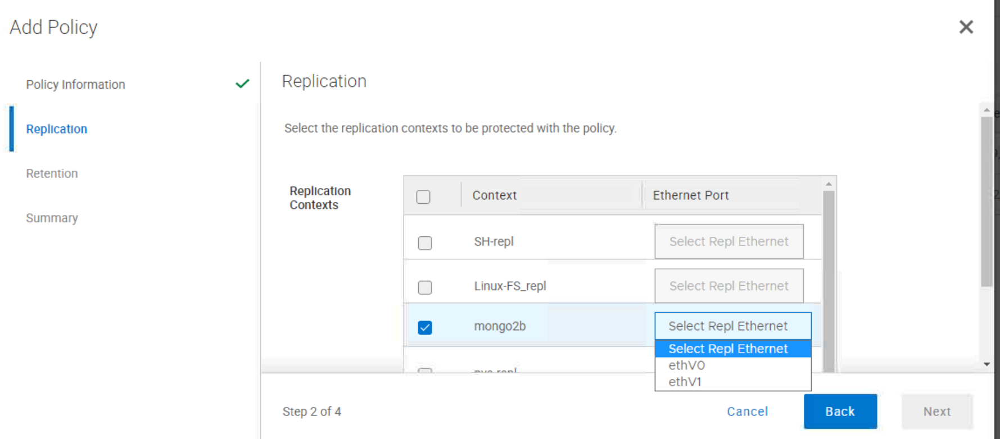 Add Policy
Policy Information
Replication
Retention
Summary
Replication
Select the replication contexts to be protected with the policy.
Replication
Contexts
Context
Ethernet Port
SH-repl
Select Repl Ethernet
Linux-FS_repl
Select Repl Ethernet
mongo2b
Select Repl Ethernet
Select Repl Ethernet
ethV0
ethV1
Step 2 of 4
Cancel
Back
Next